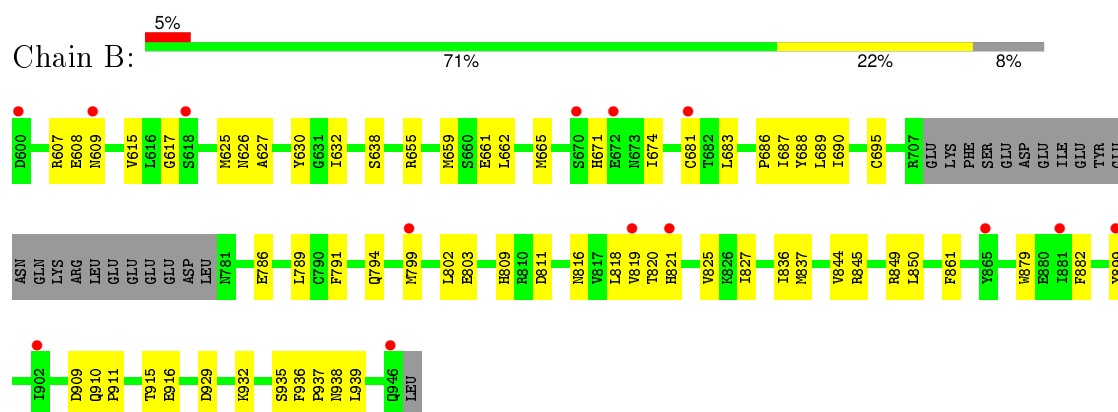 5%
Chain B:
71% 22% 8%
D600 R607 E608 N609 V615 L616 G617 S618 M625 N626 A627 Y630 G631 I632 S638 R655 M659 S660 E661 L662 M665 S670 H671 E672 N673 I674 C681 T682 L683 P686 I687 Y688 L689 I690 C695 R707 GLU LYS PHE SER GLU ASP GLU ILE GLU TYR
ASN GLN LYS ARG LEU GLU GLU GLU GLU ASP LEU N781 E786 L789 C790 F791 Q794 M799 L802 E803 H809 R810 D811 N816 V817 L818 V819 T820 H821 V825 K826 I827 I836 M837 V844 R845 R849 L850 F861 Y865 W879 E880 I881 F882
I902 D909 Q910 P911 T915 E916 D929 K932 S935 F936 P937 N938 L939 Q946 LEU